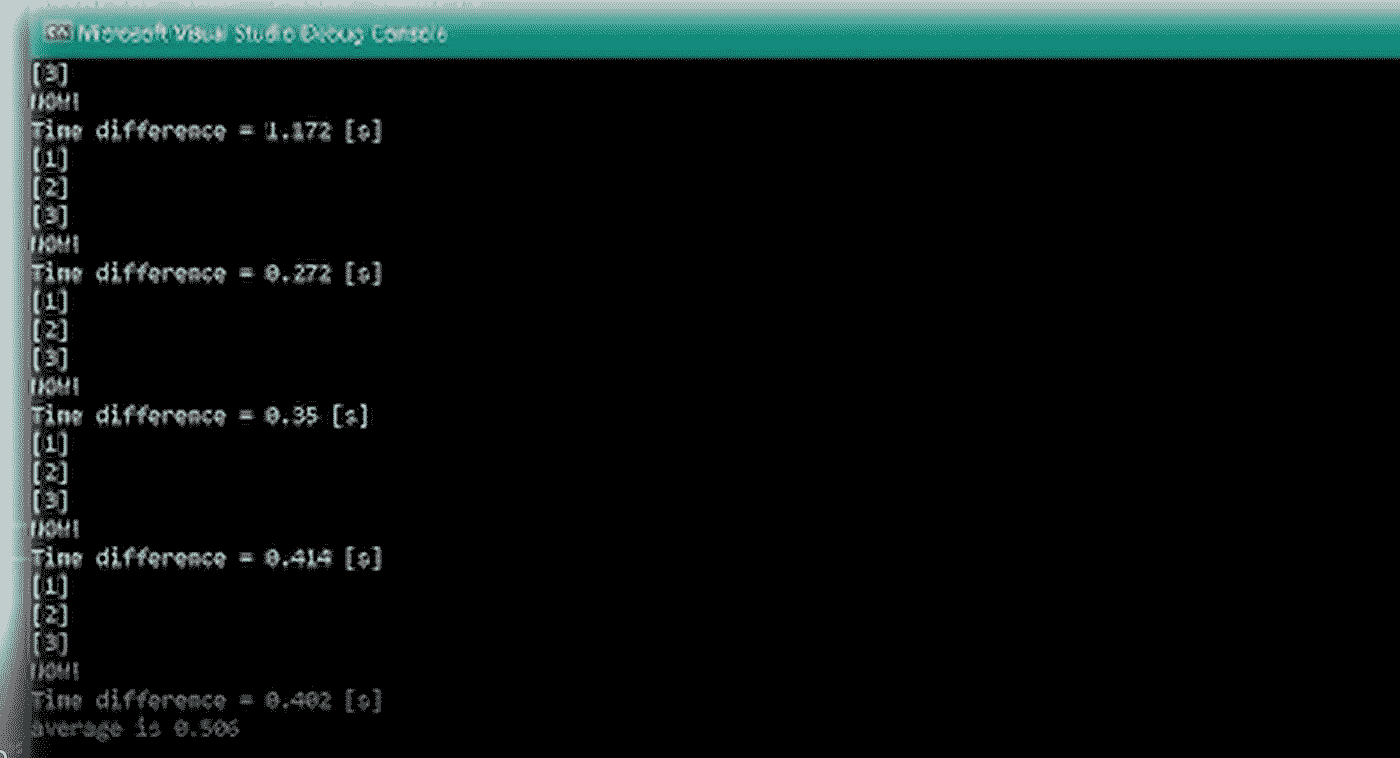 Microsoft Visual Studio Debug Console
[3]
NOW!
Time difference = 1.172 [s]
[1]
[2]
[3]
NOW!
Time difference = 0.272 [s]
[1]
[2]
[3]
NOW!
Time difference = 0.35 [s]
[1]
[2]
[3]
NOW!
Time difference = 0.414 [s]
[1]
[2]
[3]
NOW!
Time difference = 0.402 [s]
average is 0.506